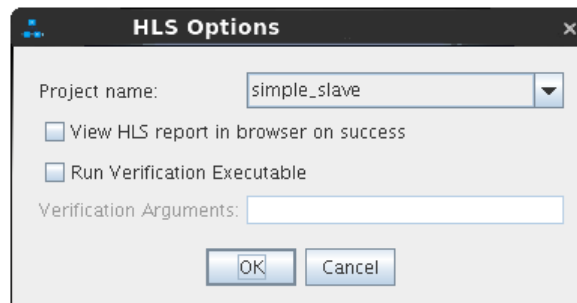 HLS Options
Project name: simple_slave
View HLS report in browser on success
Run Verification Executable
Verification Arguments:
OK Cancel